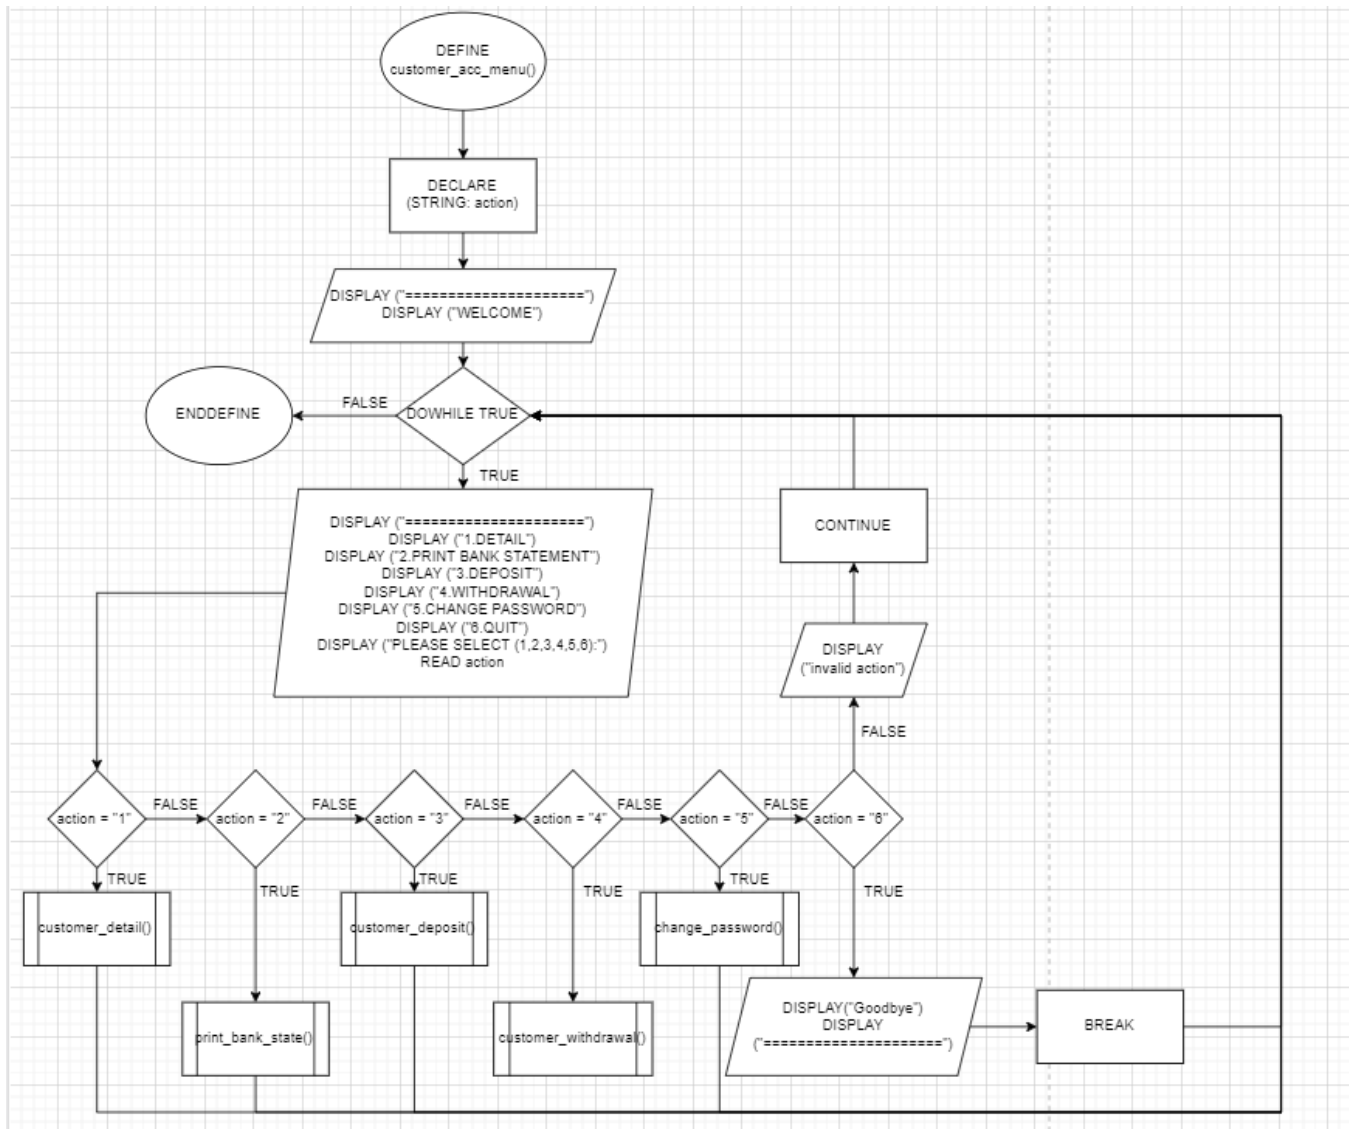 DEFINE
customer_acc_menu()
DECLARE
(STRING: action)
DISPLAY ("=====================")
DISPLAY ("WELCOME")
ENDDEFINE
FALSE
DOWHILE TRUE
TRUE
DISPLAY ("=====================")
DISPLAY ("1.DETAIL")
DISPLAY ("2.PRINT BANK STATEMENT")
DISPLAY ("3.DEPOSIT")
DISPLAY ("4.WITHDRAWAL")
DISPLAY ("5.CHANGE PASSWORD")
DISPLAY ("6.QUIT")
DISPLAY ("PLEASE SELECT (1,2,3,4,5,6):")
READ action
CONTINUE
DISPLAY
("invalid action")
FALSE
action = "1"
FALSE
action = "2"
FALSE
action = "3"
FALSE
action = "4"
FALSE
action = "5"
FALSE
action = "6"
TRUE
TRUE
TRUE
TRUE
TRUE
TRUE
customer_detail()
customer_deposit()
change_password()
print_bank_state()
customer_withdrawal()
DISPLAY("Goodbye")
DISPLAY
("=====================")
BREAK